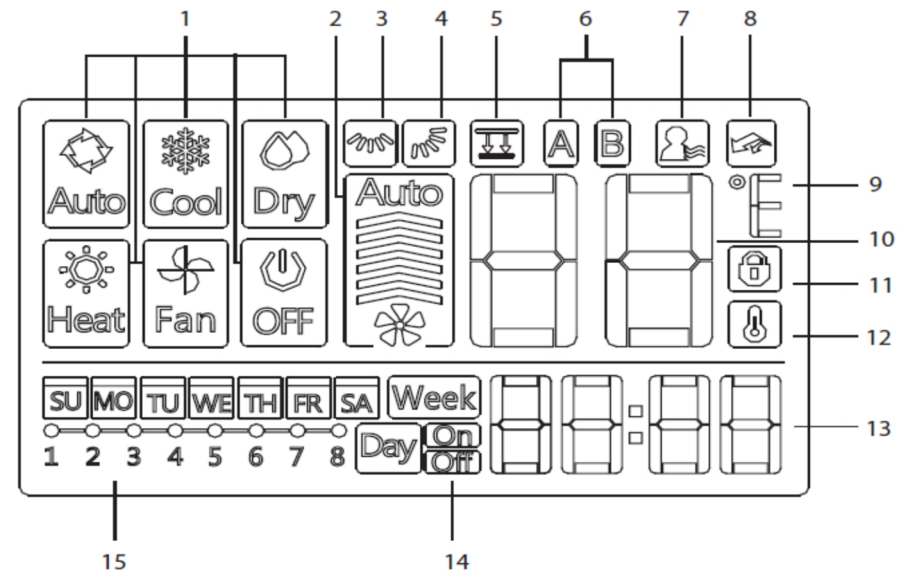 1 2 3 4 5 6 7 8
A B
Auto Cool Dry Auto
9
10
11
Heat Fan OFF
12
SU MO TU WE TH FR SA Week
13
1 2 3 4 5 6 7 8 Day On
Off
15 14